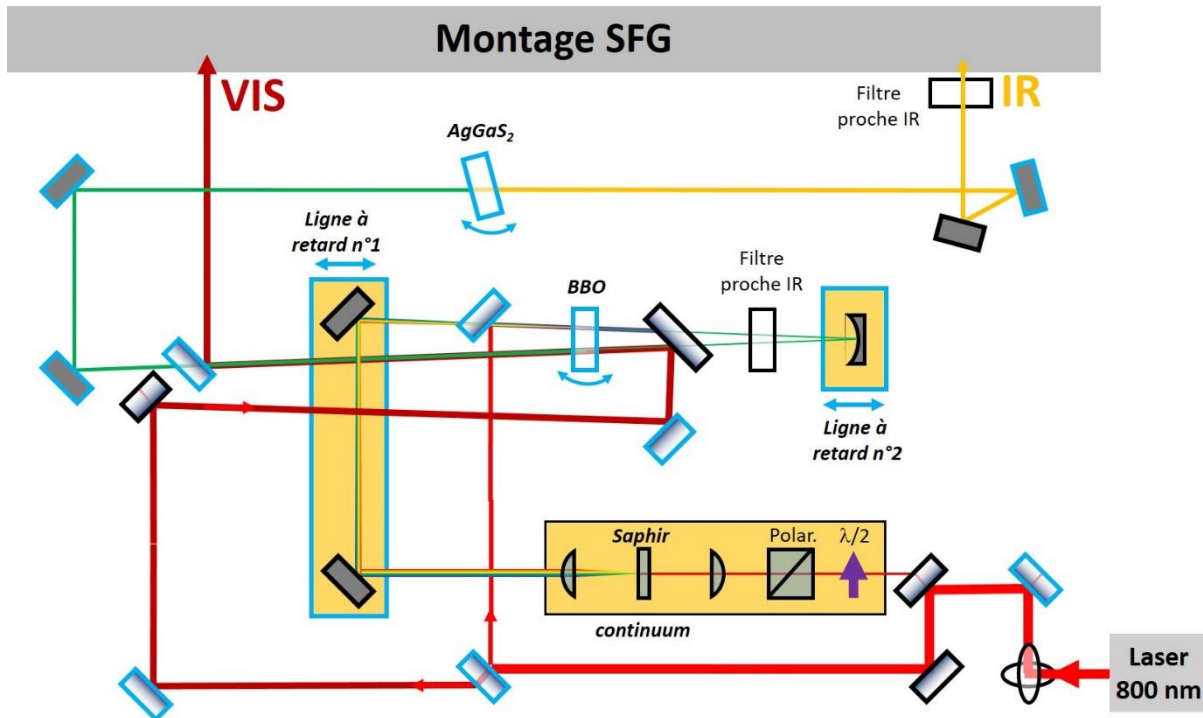 Montage SFG
VIS
IR
Filtre
proche IR
AgGaS₂
Ligne à
retard n°1
Filtre
proche IR
BBO
Ligne à
retard n°2
Saphir
Polar.
λ/2
continuum
Laser
800 nm